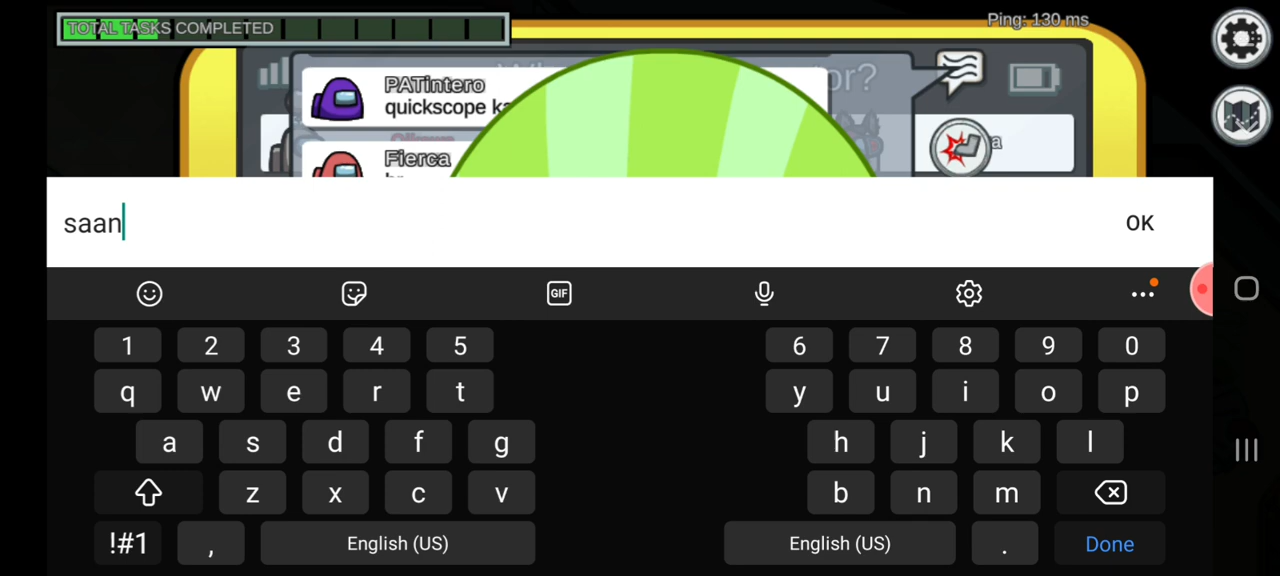 TOTAL TASKS COMPLETED
Ping: 130 ms
or?
PATintero
quickscope
Fierca
saan
OK
GIF
1 2 3 4 5 6 7 8 9 0
q w e r t y u i o p
a s d f g h j k l
z x c v b n m
!#1 , English (US) English (US) . Done